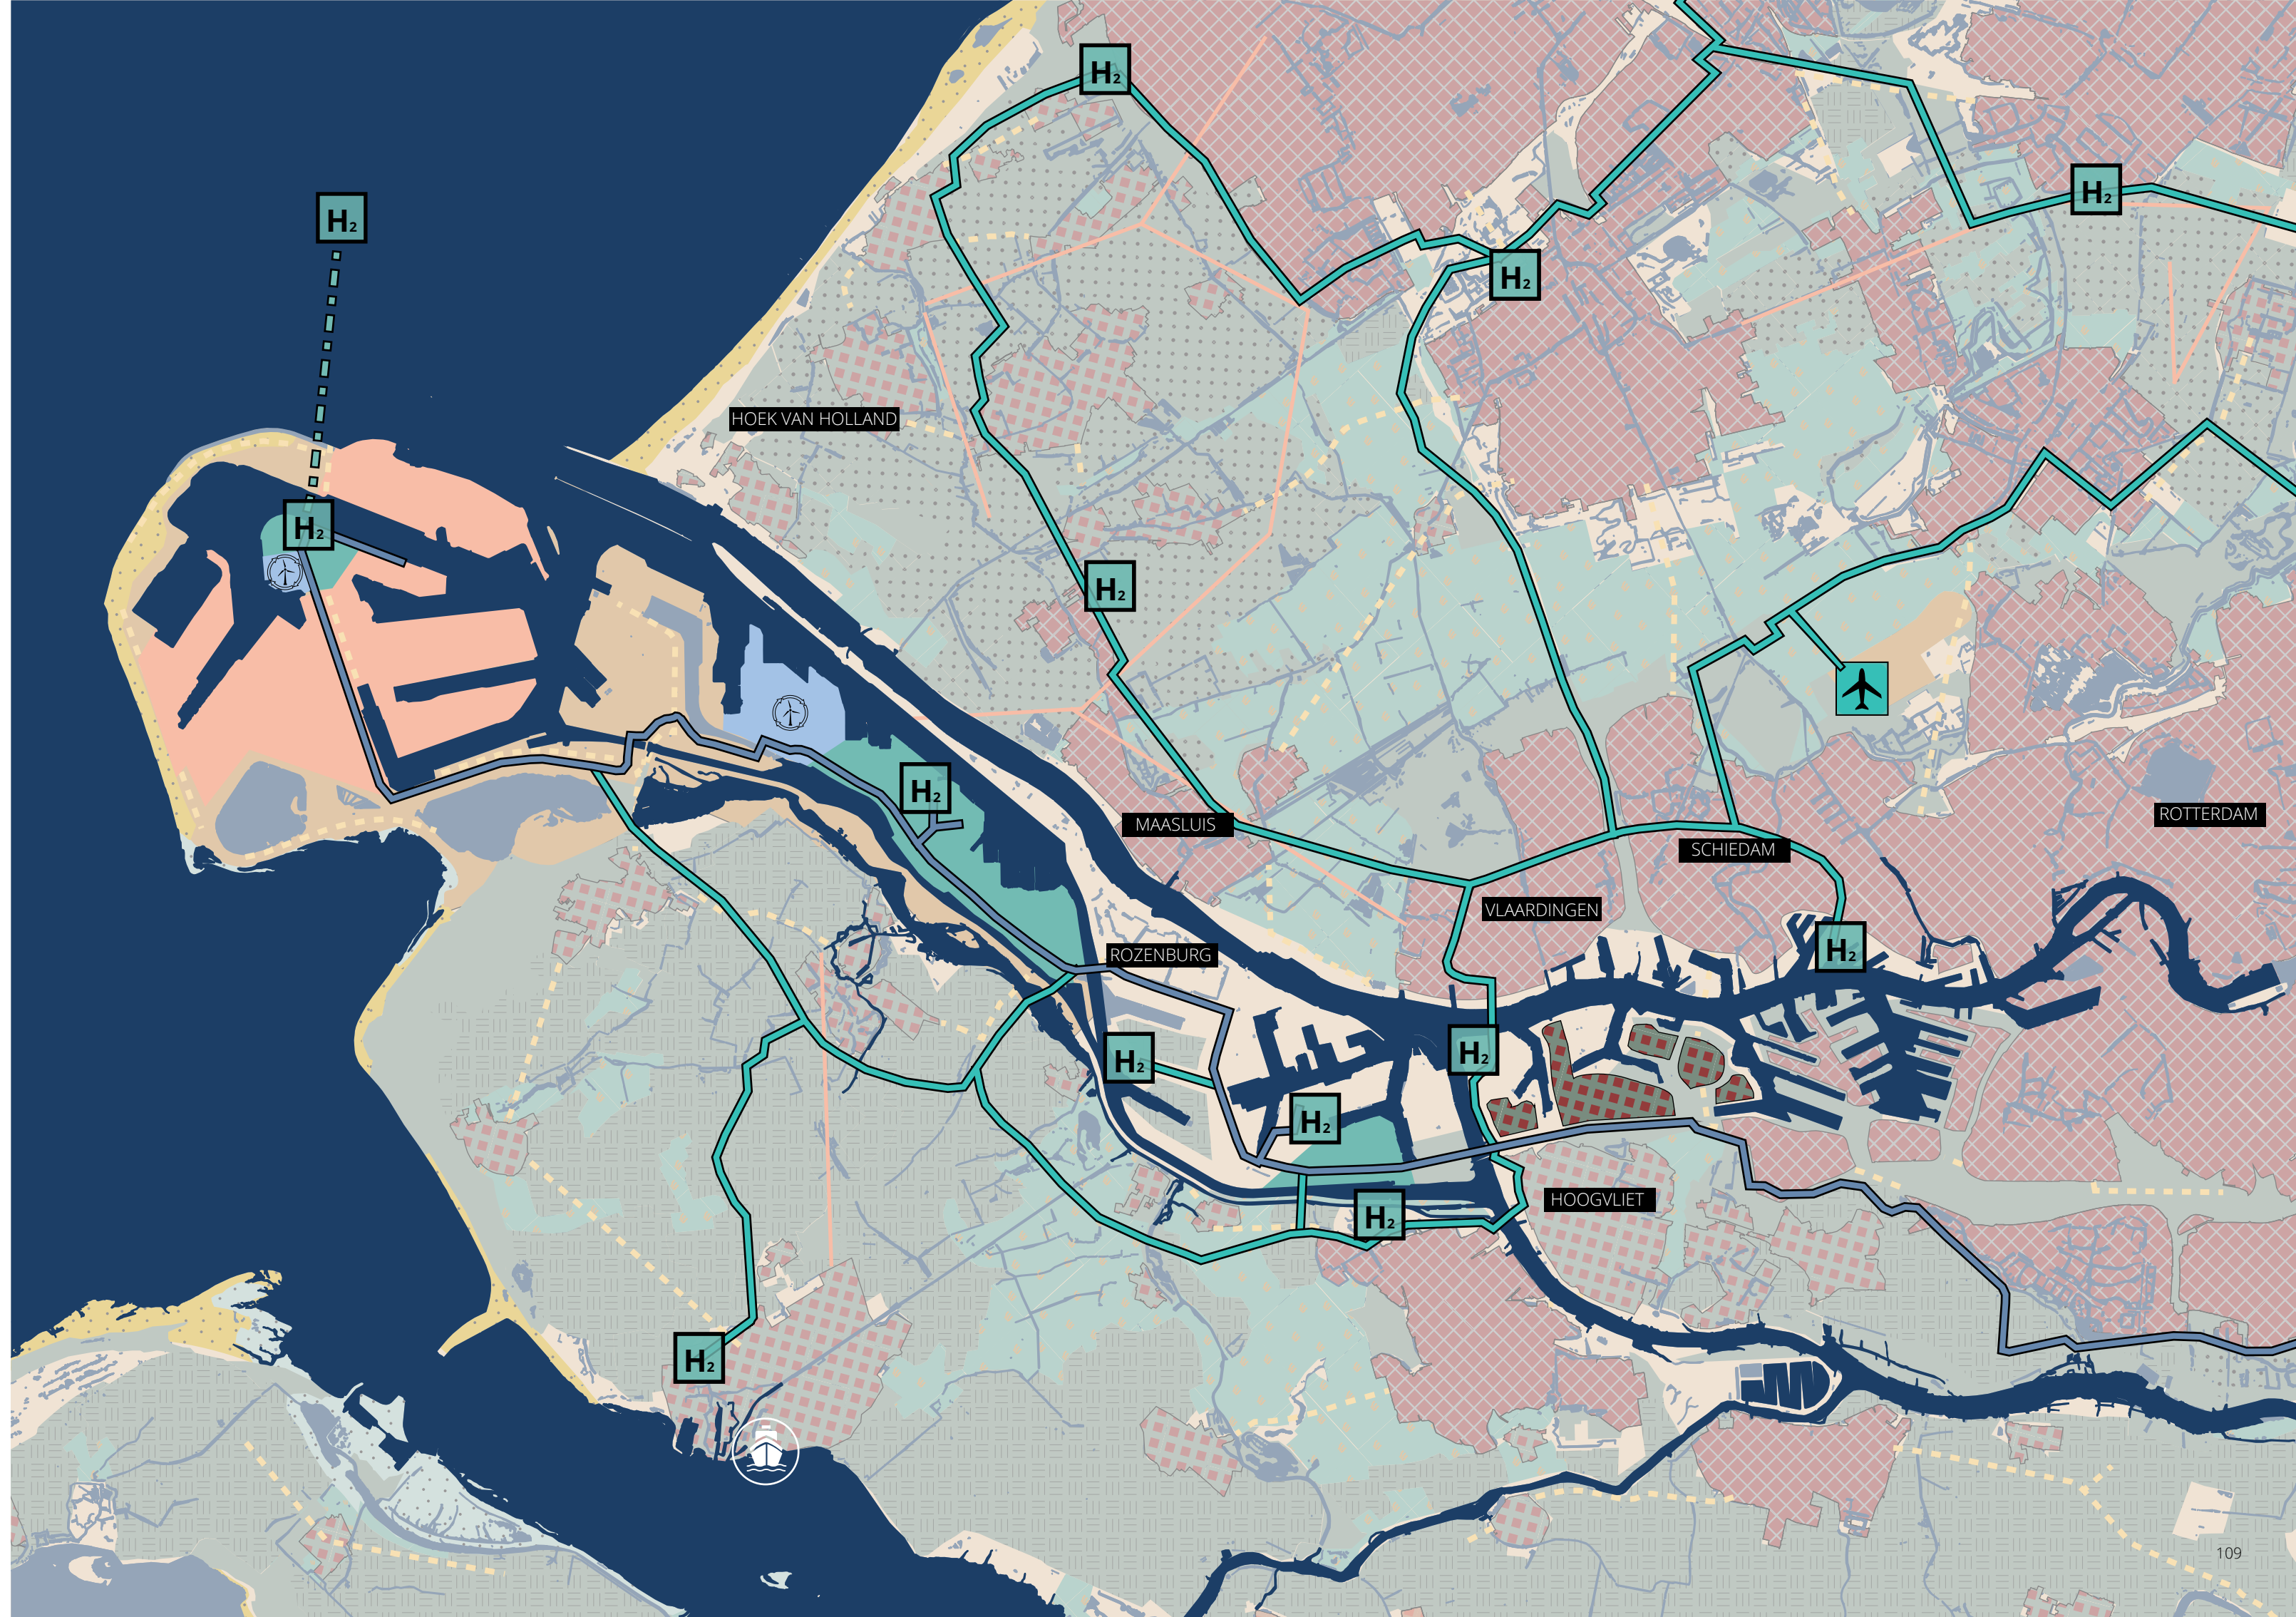 H2
H2
H2
H2
HOEK VAN HOLLAND
H2
H2
H2
ROTTERDAM
MAASLUIS
SCHIEDAM
VLAARDINGEN
H2
ROZENBURG
H2
H2
H2
HOOGVLIET
H2
H2
109